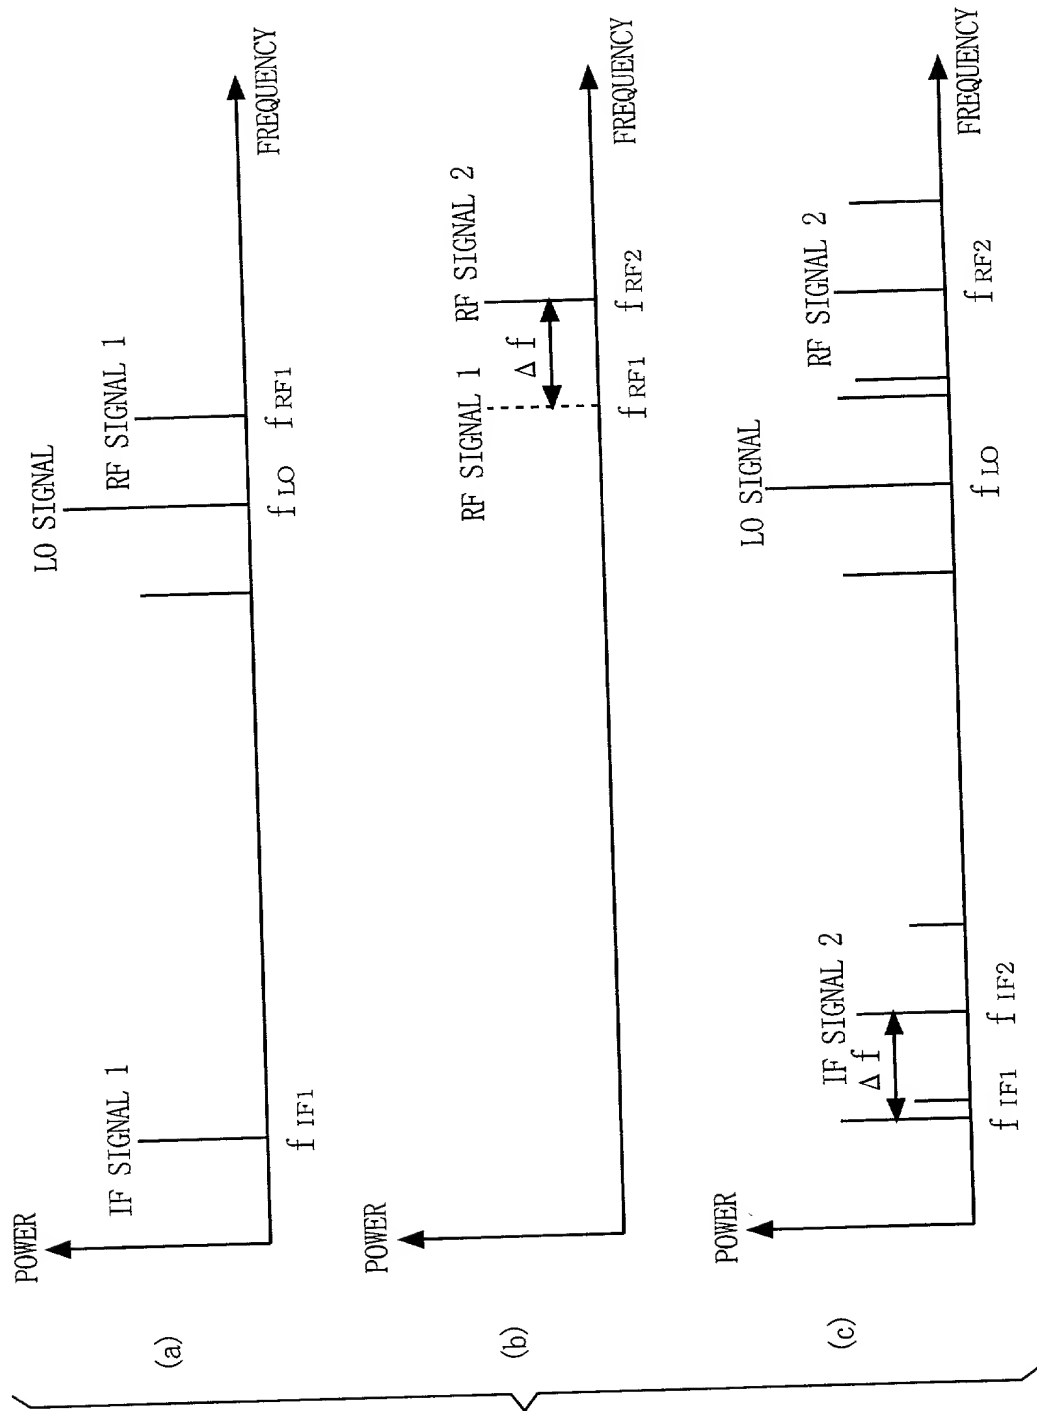 (a)
POWER
IF SIGNAL 1
LO SIGNAL
RF SIGNAL 1
f IF1
f LO
f RF1
FREQUENCY
(b)
POWER
RF SIGNAL 1
RF SIGNAL 2
Δ f
f RF1
f RF2
FREQUENCY
(c)
POWER
IF SIGNAL 2
Δ f
LO SIGNAL
RF SIGNAL 2
f IF1
f IF2
f LO
f RF2
FREQUENCY